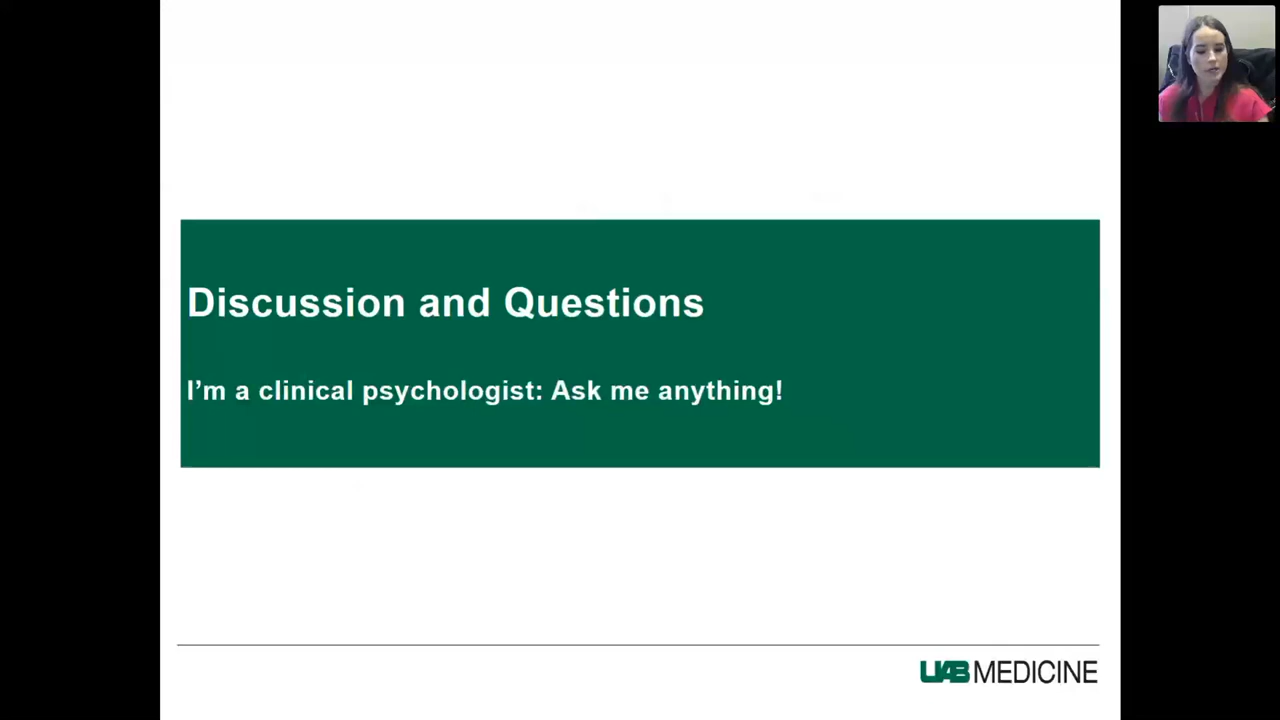 Discussion and Questions
I’m a clinical psychologist: Ask me anything!
UAB MEDICINE